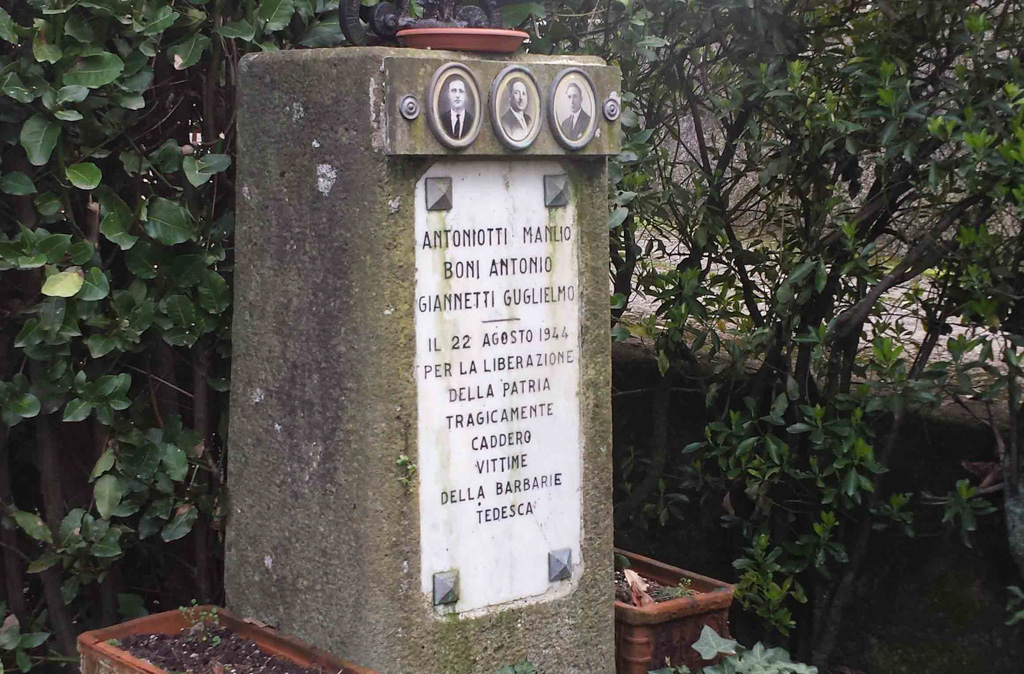 ANTONIOTTI MANLIO
BONI ANTONIO
GIANNETTI GUGLIELMO
IL 22 AGOSTO 1944
PER LA LIBERAZIONE
DELLA PATRIA
TRAGICAMENTE
CADDERO
VITTIME
DELLA BARBARIE
TEDESCA